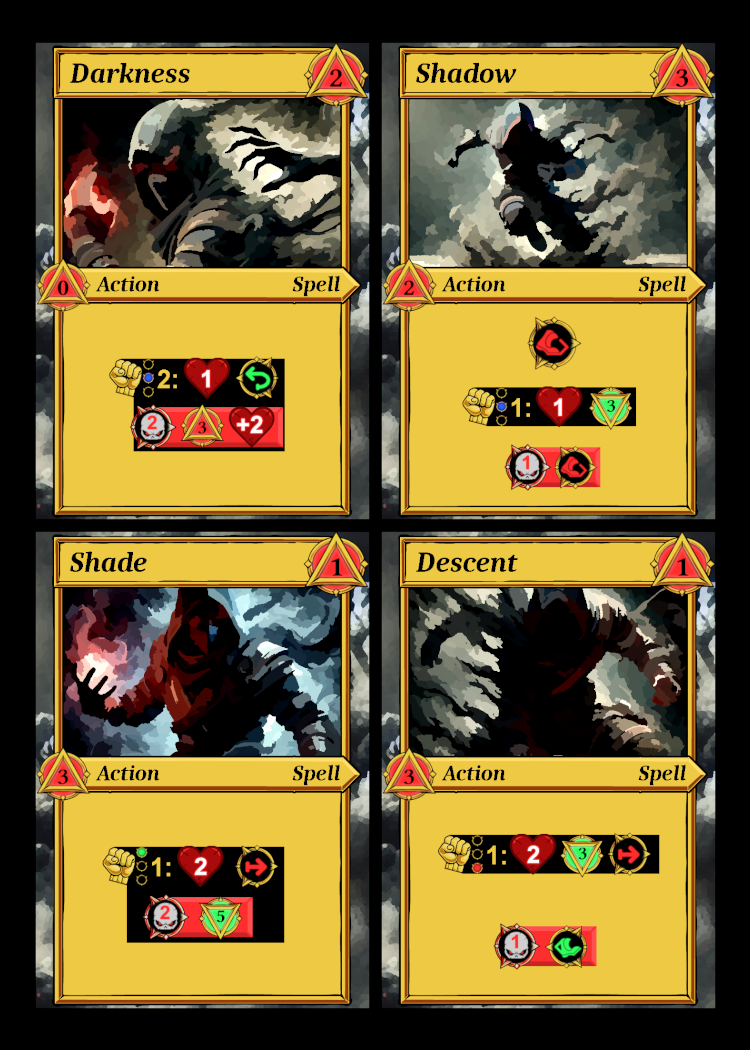 Darkness 2
0 Action Spell
2: 1
2 3 +2
Shadow 3
2 Action Spell
1: 1 3
1
Shade 1
3 Action Spell
1: 2
2 5
Descent 1
3 Action Spell
1: 2 3
1